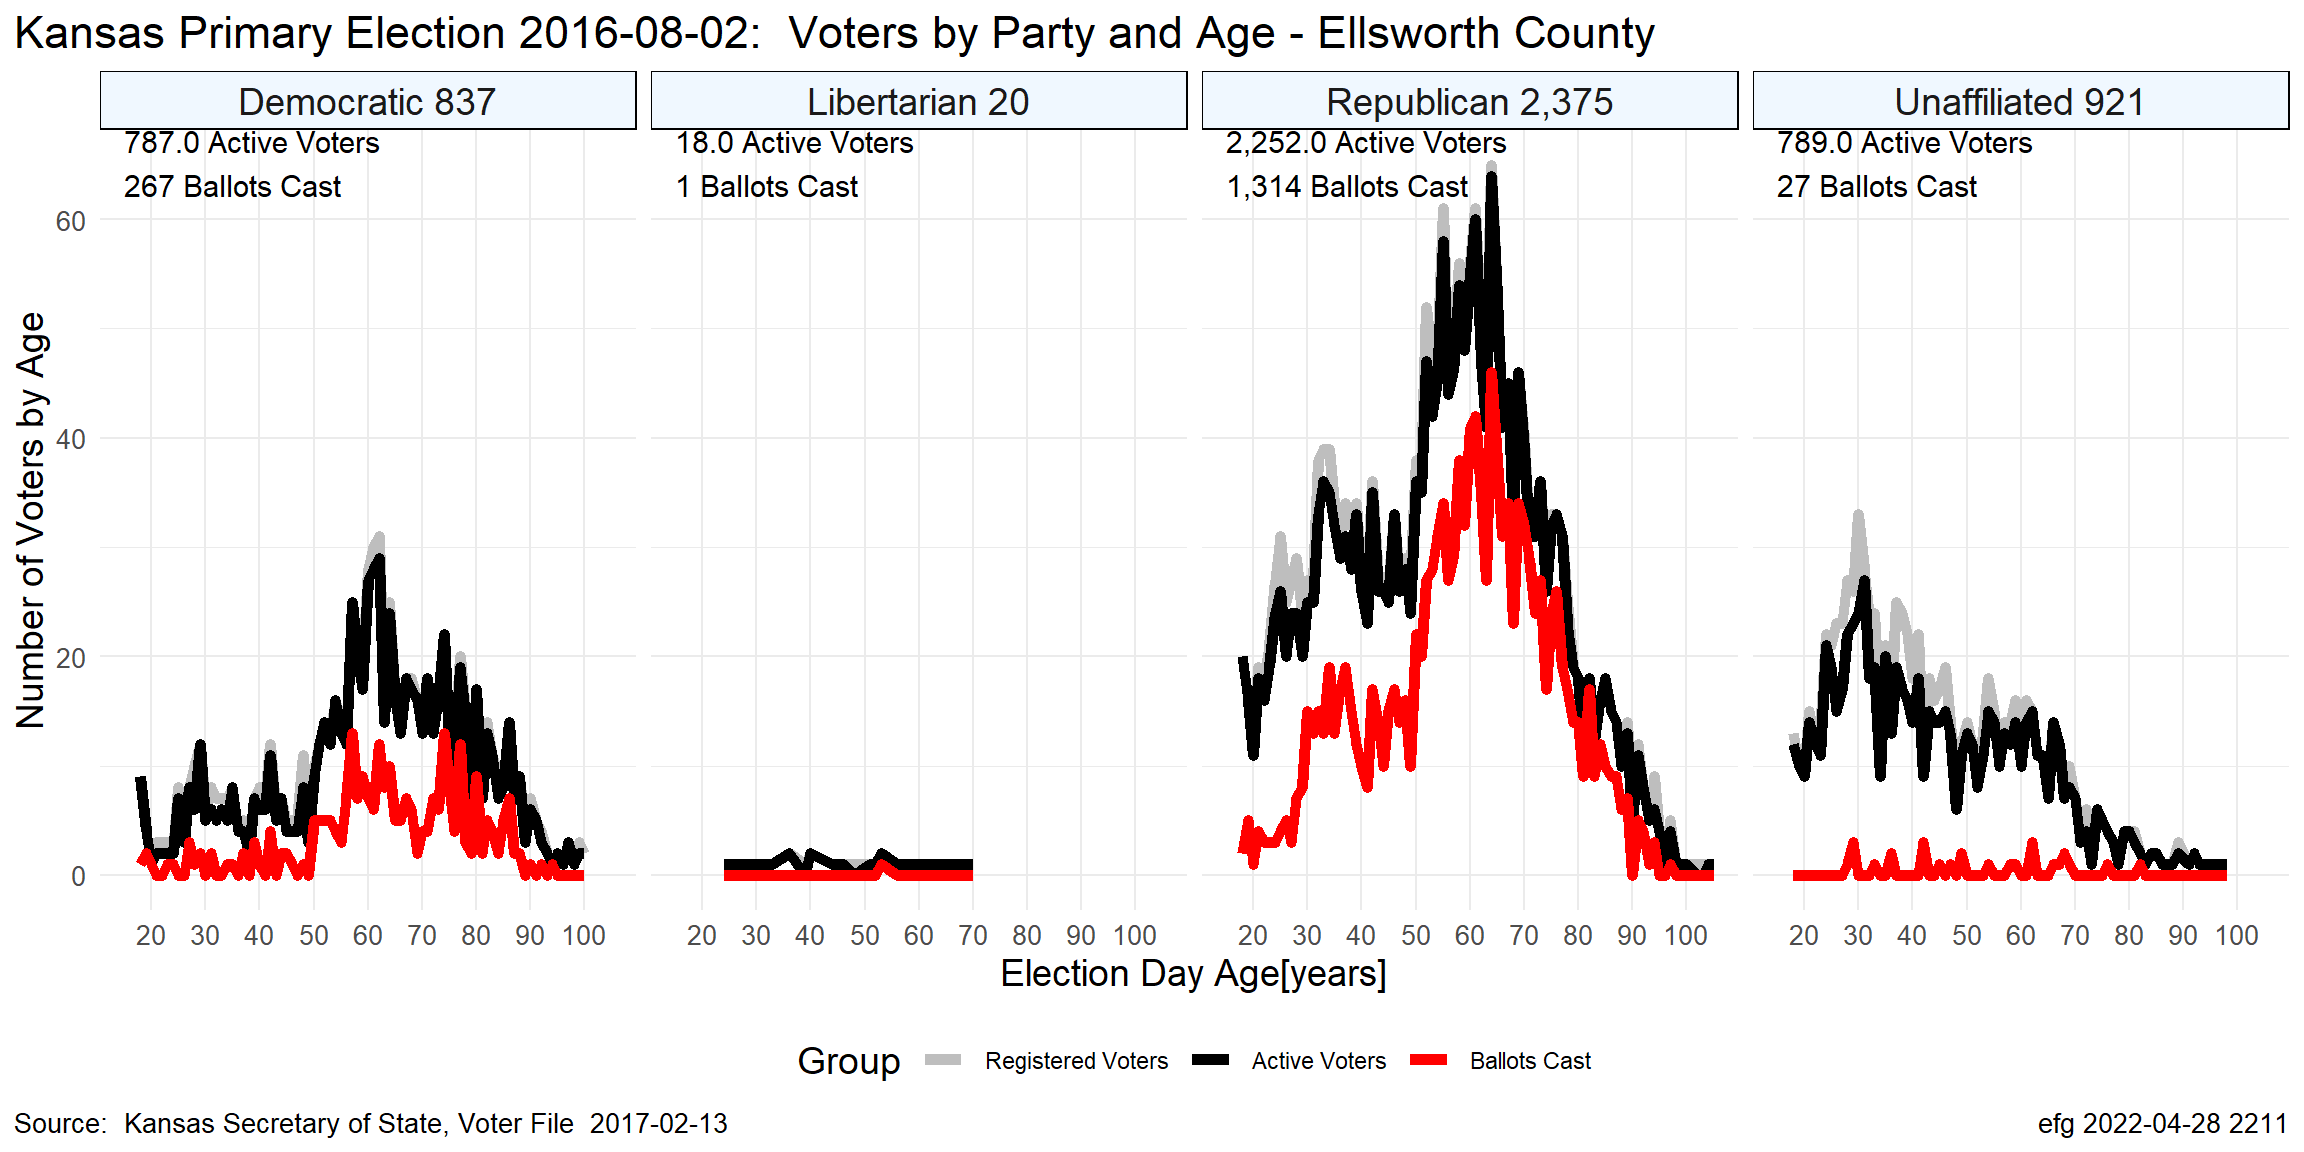 Kansas Primary Election 2016-08-02:  Voters by Party and Age - Ellsworth County
Democratic 837
Libertarian 20
Republican 2,375
Unaffiliated 921
787.0 Active Voters
267 Ballots Cast
18.0 Active Voters
1 Ballots Cast
2,252.0 Active Voters
1,314 Ballots Cast
789.0 Active Voters
27 Ballots Cast
Number of Voters by Age
60
40
20
0
20 30 40 50 60 70 80 90 100
20 30 40 50 60 70 80 90 100
20 30 40 50 60 70 80 90 100
20 30 40 50 60 70 80 90 100
Election Day Age[years]
Group Registered Voters Active Voters Ballots Cast
Source:  Kansas Secretary of State, Voter File  2017-02-13
efg 2022-04-28 2211